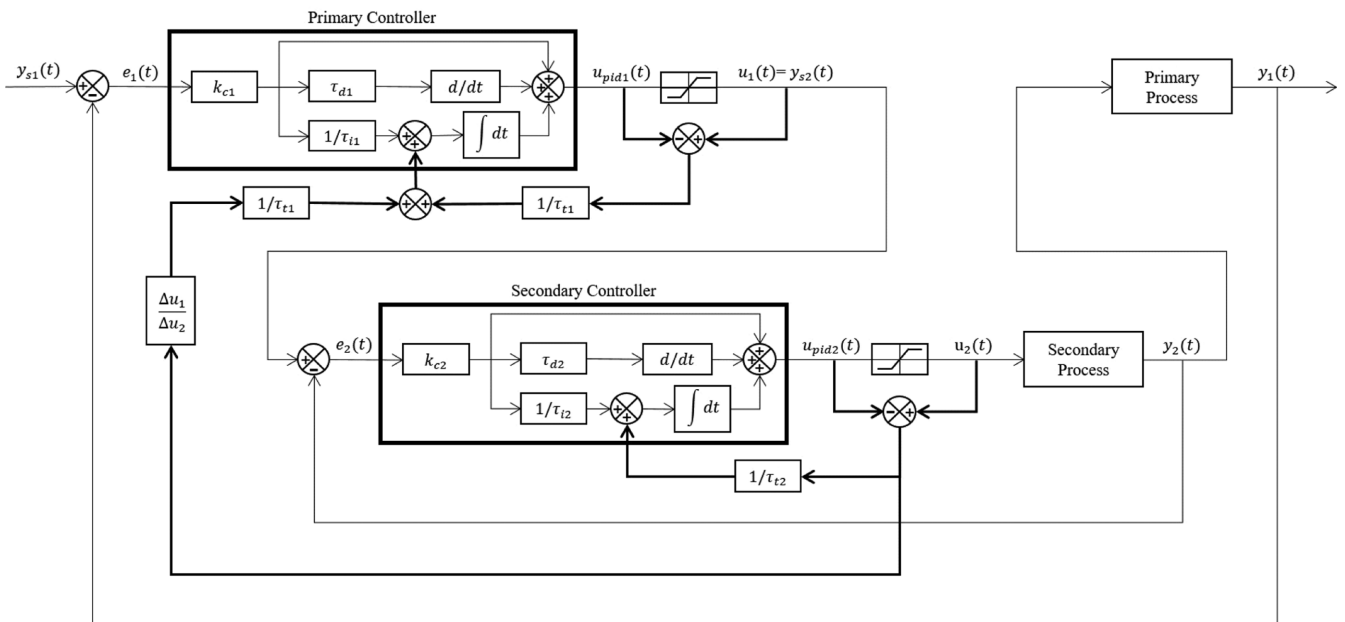 Primary Controller
y_{s1}(t)
e_1(t)
k_{c1}
τ_{d1}
d/dt
u_{pid1}(t)
u_1(t)= y_{s2}(t)
Primary
Process
y_1(t)
-
+
+
+
1/τ_{i1}
+
+
∫ dt
- +
1/τ_{t1}
+ +
1/τ_{t1}
Δu_1
Δu_2
Secondary Controller
+
-
e_2(t)
k_{c2}
τ_{d2}
d/dt
+
+
+
u_{pid2}(t)
u_2(t)
Secondary
Process
y_2(t)
1/τ_{i2}
+
+
∫ dt
- +
1/τ_{t2}